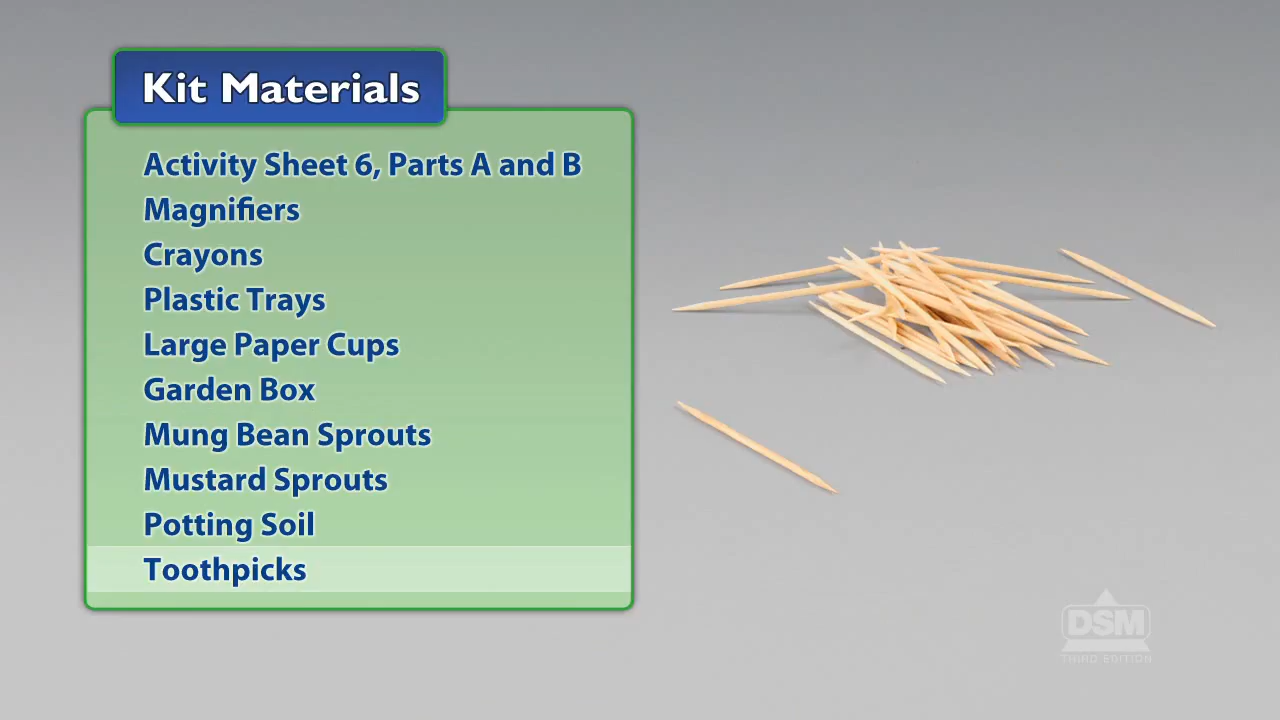 Kit Materials
Activity Sheet 6, Parts A and B
Magnifiers
Crayons
Plastic Trays
Large Paper Cups
Garden Box
Mung Bean Sprouts
Mustard Sprouts
Potting Soil
Toothpicks
DSM
THIRD EDITION